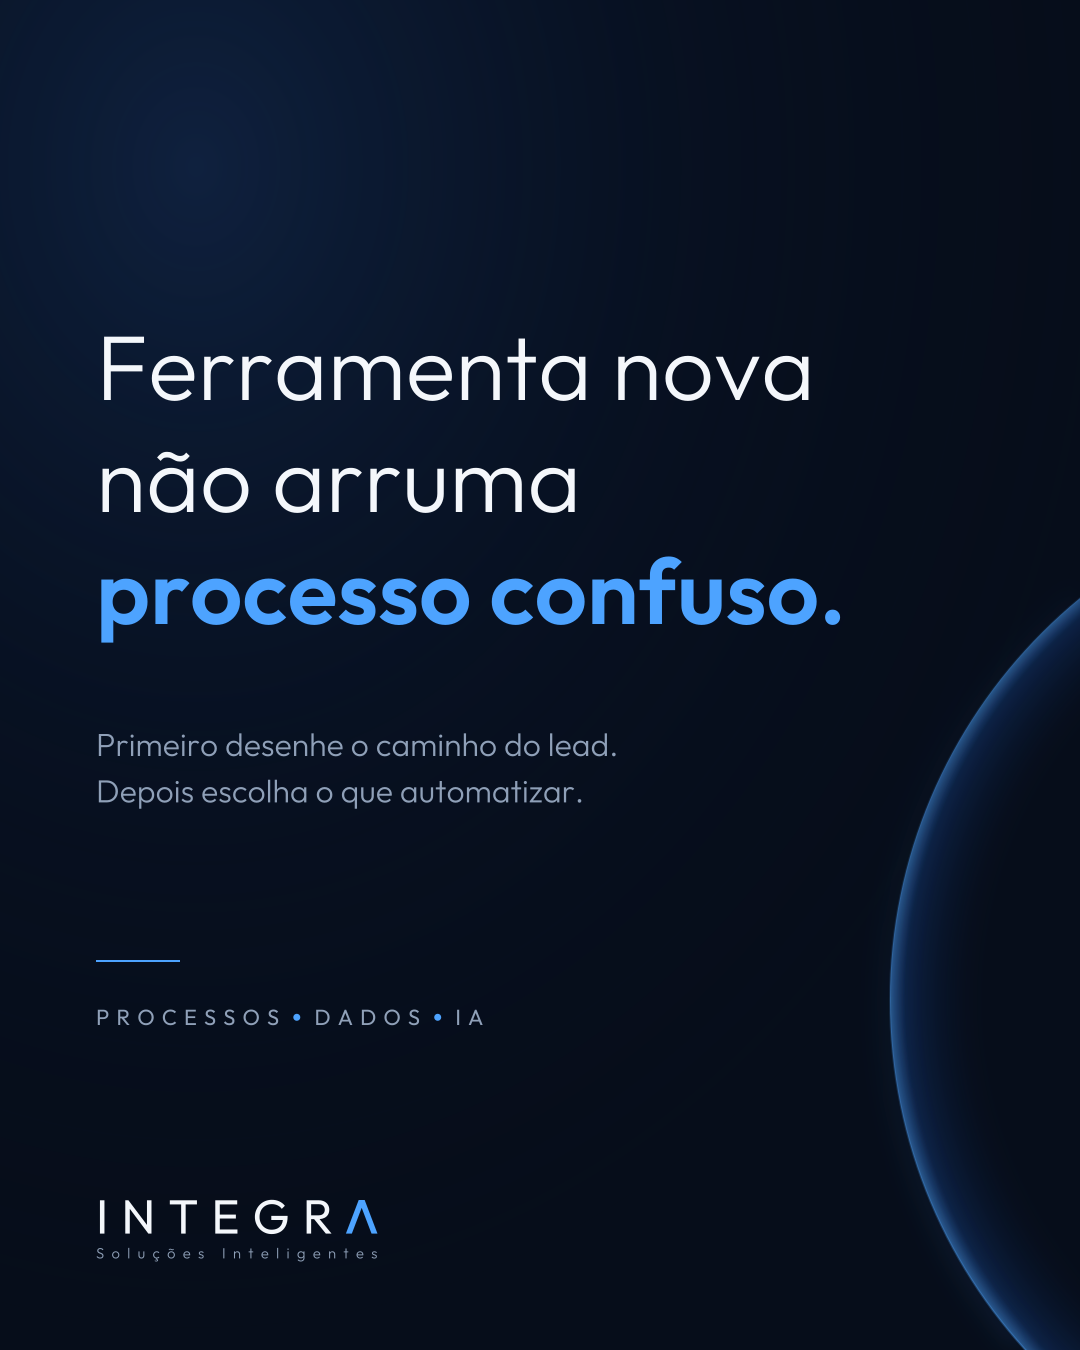 Ferramenta nova
não arruma
processo confuso.
Primeiro desenhe o caminho do lead.
Depois escolha o que automatizar.
PROCESSOS • DADOS • IA
INTEGRA
Soluções Inteligentes